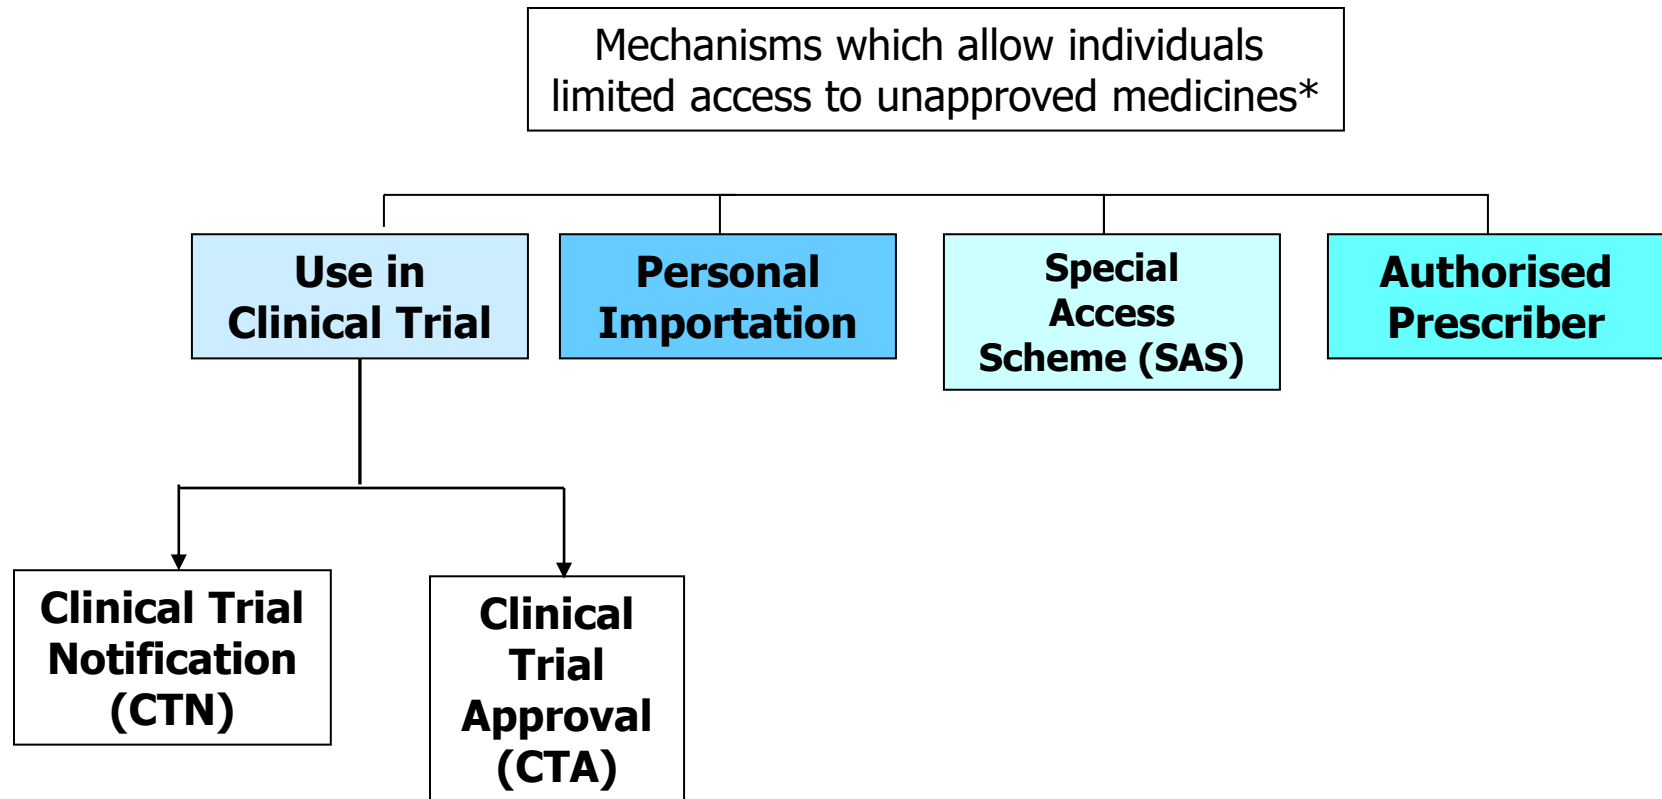 Mechanisms which allow individuals
limited access to unapproved medicines*
Use in
Clinical Trial
Personal
Importation
Special
Access
Scheme (SAS)
Authorised
Prescriber
Clinical Trial
Notification
(CTN)
Clinical
Trial
Approval
(CTA)